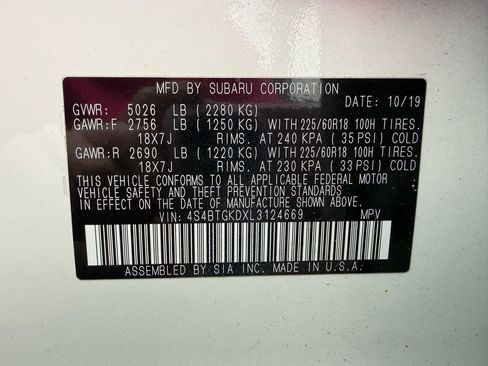 MFD BY SUBARU CORPORATION
DATE: 10/19
GVWR: 5026 LB (2280 KG)
GAWR:F 2756 LB (1250 KG) WITH 225/60R18 100H TIRES.
18X7J RIMS. AT 240 KPA (35 PSI) COLD
GAWR:R 2690 LB (1220 KG) WITH 225/60R18 100H TIRES.
18X7J RIMS. AT 230 KPA (33 PSI) COLD
THIS VEHICLE CONFORMS TO ALL APPLICABLE FEDERAL MOTOR
VEHICLE SAFETY AND THEFT PREVENTION STANDARDS
IN EFFECT ON THE DATE OF MANUFACTURE SHOWN ABOVE.
VIN: 4S4BTGKDXL3124669 MPV
ASSEMBLED BY SIA INC. MADE IN U.S.A.